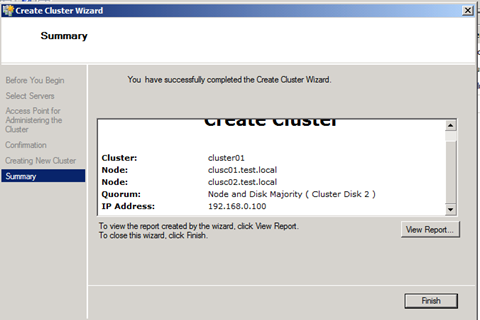 Create Cluster Wizard
Summary
Before You Begin
Select Servers
Access Point for
Administering the
Cluster
Confirmation
Creating New Cluster
Summary
You have successfully completed the Create Cluster Wizard.
Create Cluster
Cluster: cluster01
Node: clusc01.test.local
Node: clusc02.test.local
Quorum: Node and Disk Majority ( Cluster Disk 2 )
IP Address: 192.168.0.100
To view the report created by the wizard, click View Report.
To close this wizard, click Finish.
View Report...
Finish